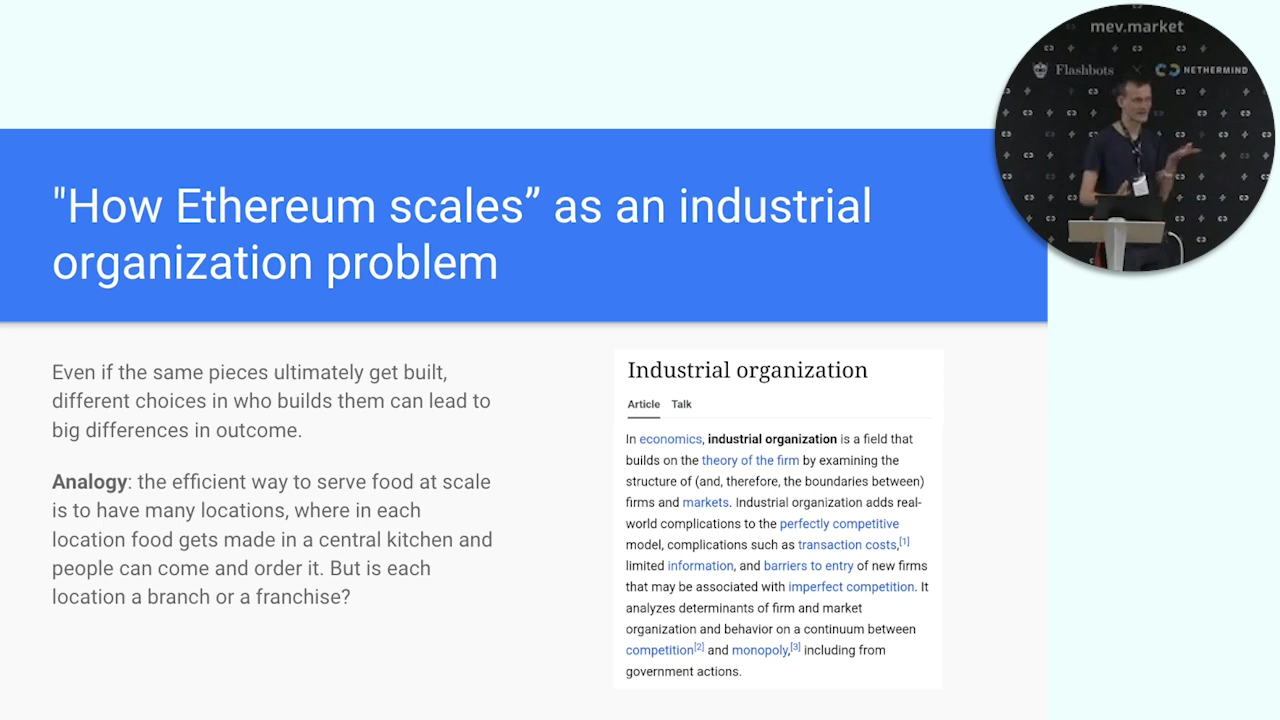 mev.market
Flashbots
NETHERMIND
"How Ethereum scales” as an industrial
organization problem
Even if the same pieces ultimately get built,
different choices in who builds them can lead to
big differences in outcome.
Analogy: the efficient way to serve food at scale
is to have many locations, where in each
location food gets made in a central kitchen and
people can come and order it. But is each
location a branch or a franchise?
Industrial organization
Article Talk
In economics, industrial organization is a field that
builds on the theory of the firm by examining the
structure of (and, therefore, the boundaries between)
firms and markets. Industrial organization adds real-
world complications to the perfectly competitive
model, complications such as transaction costs,[1]
limited information, and barriers to entry of new firms
that may be associated with imperfect competition. It
analyzes determinants of firm and market
organization and behavior on a continuum between
competition[2] and monopoly,[3] including from
government actions.